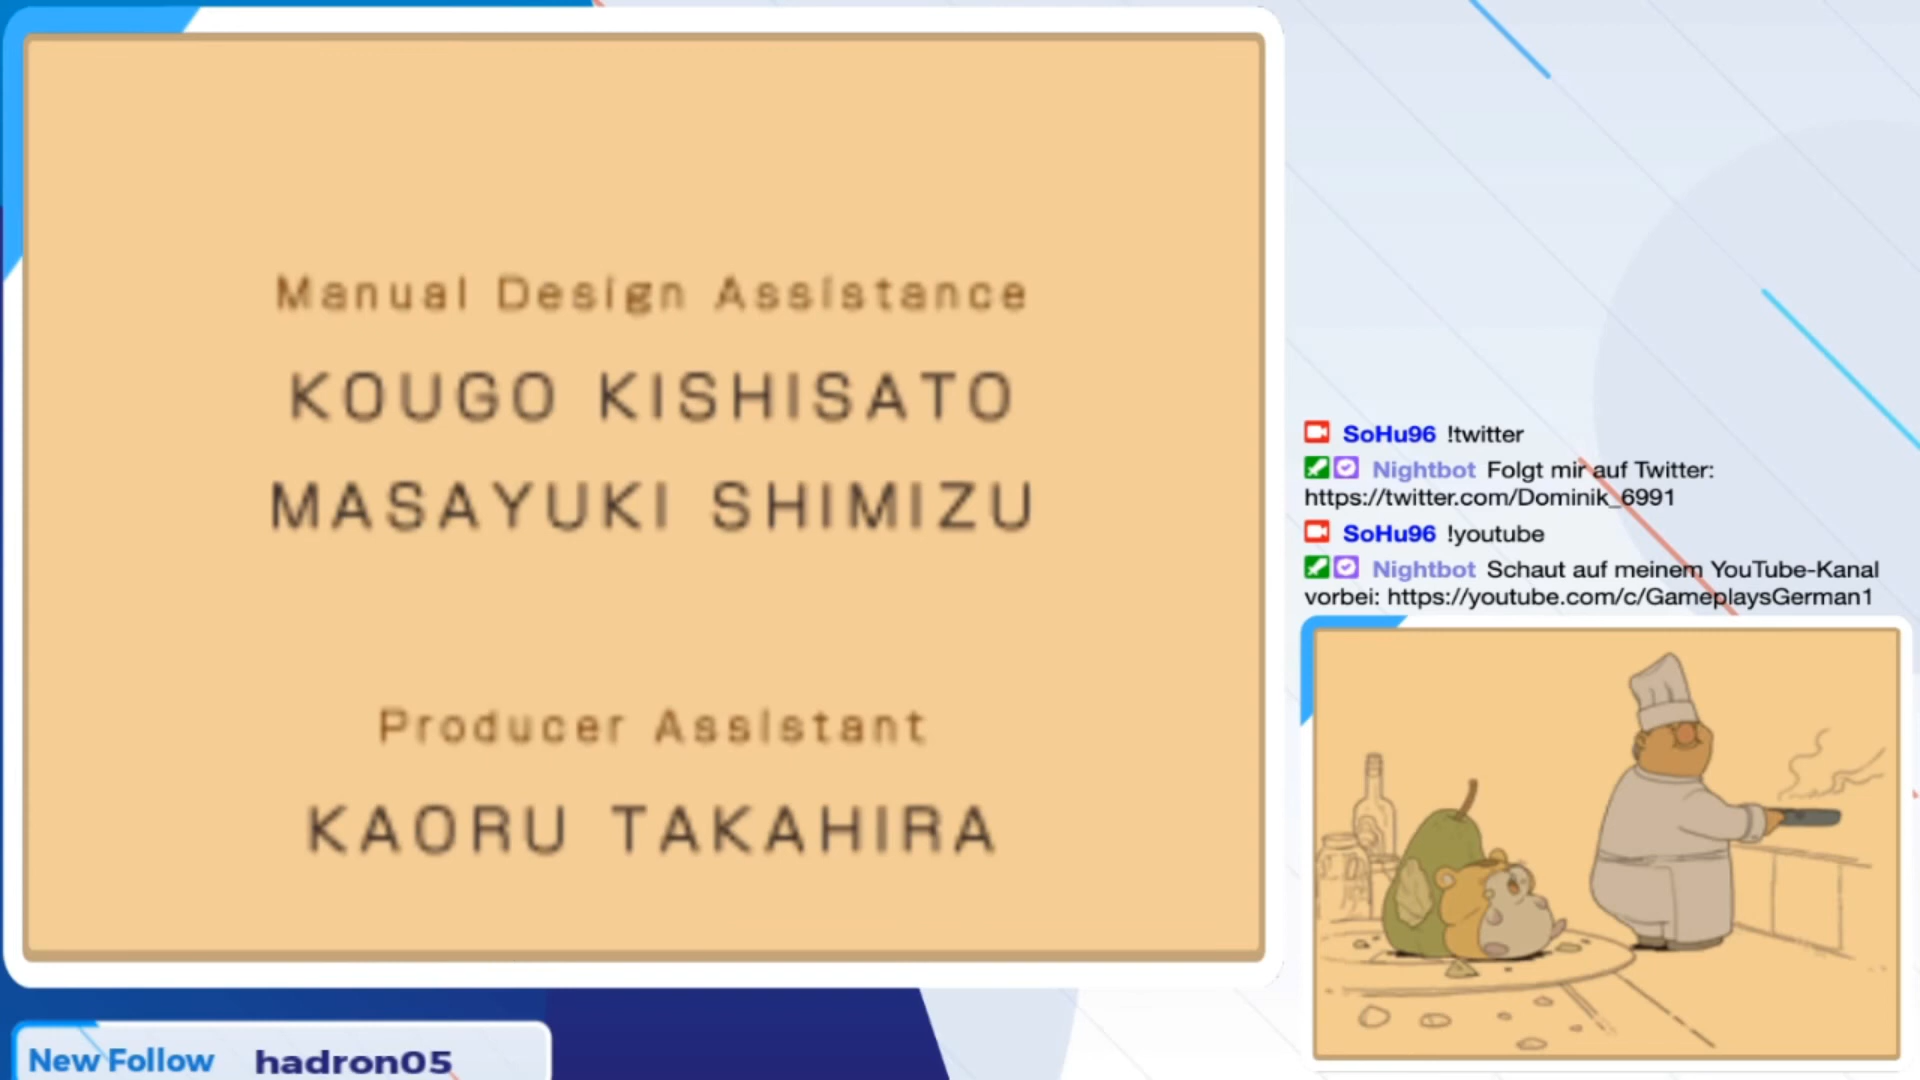 Manual Design Assistance
KOUGO KISHISATO
MASAYUKI SHIMIZU
Producer Assistant
KAORU TAKAHIRA
SoHu96 !twitter
Nightbot Folgt mir auf Twitter:
https://twitter.com/Dominik_6991
SoHu96 !youtube
Nightbot Schaut auf meinem YouTube-Kanal
vorbei: https://youtube.com/c/GameplaysGerman1
New Follow hadron05